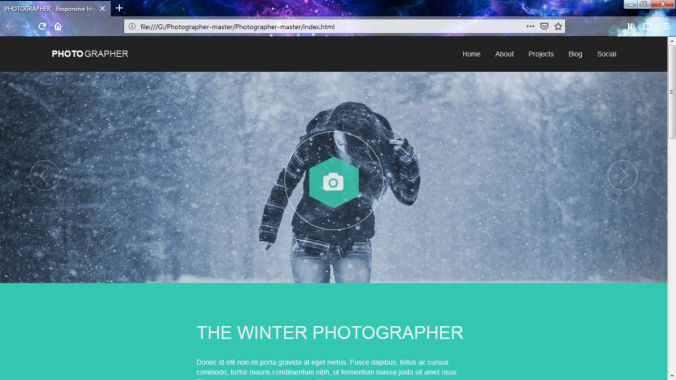 PHOTOGRAPHER - Responsive htm
file:///G:/Photographer-master/Photographer-master/index.html
PHOTOGRAPHER
Home About Projects Blog Social
THE WINTER PHOTOGRAPHER
Donec id elit non mi porta gravida at eget metus. Fusce dapibus, tellus ac cursus
commodo, tortor mauris condimentum nibh, ut fermentum massa justo sit amet risus.